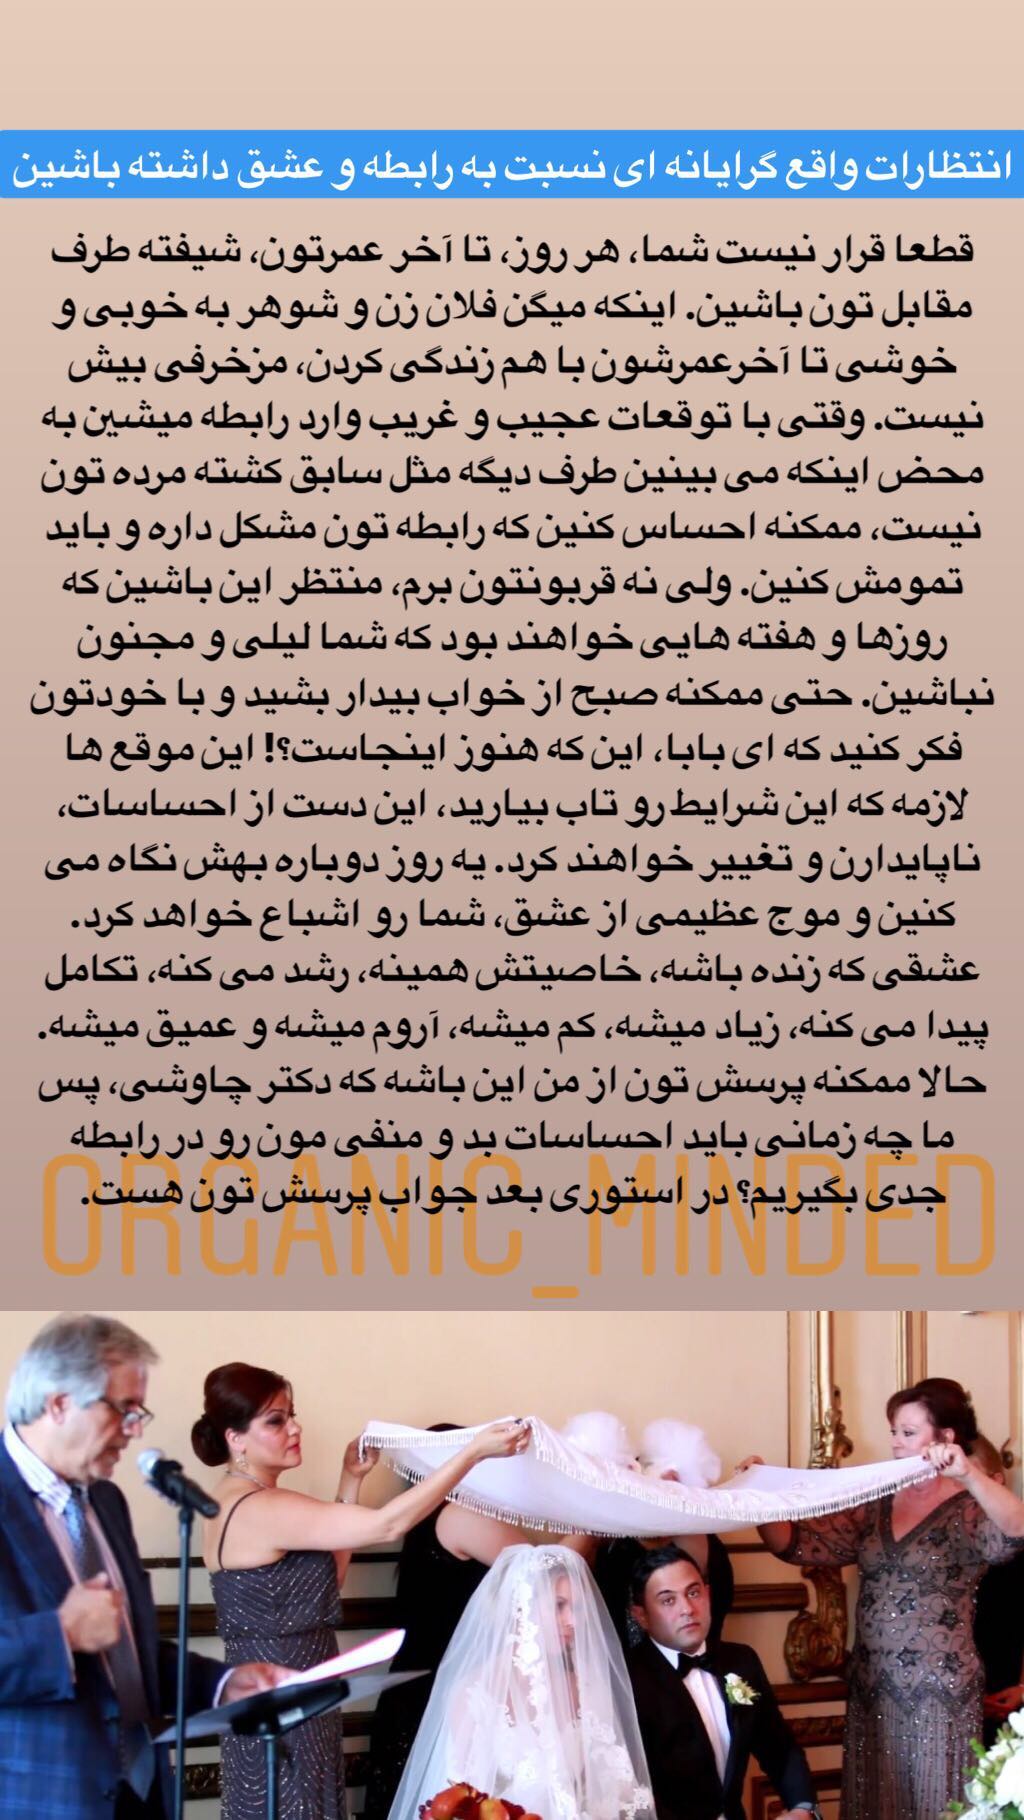 انتظارات واقع گرایانه ای نسبت به رابطه و عشق داشته باشین
قطعا قرار نیست شما، هر روز، تا آخر عمرتون، شیفته طرف
مقابل تون باشین. اینکه میگن فلان زن و شوهر به خوبی و
خوشی تا آخرعمرشون با هم زندگی کردن، مزخرفی بیش
نیست. وقتی با توقعات عجیب و غریب وارد رابطه میشین به
محض اینکه می بینین طرف دیگه مثل سابق کشته مرده تون
نیست، ممکنه احساس کنین که رابطه تون مشکل داره و باید
تمومش کنین. ولی نه قربونتون برم، منتظر این باشین که
روزها و هفته هایی خواهند بود که شما لیلی و مجنون
نباشین. حتی ممکنه صبح از خواب بیدار بشید و با خودتون
فکر کنید که ای بابا، این که هنوز اینجاست؟! این موقع ها
لازمه که این شرایط رو تاب بیارید، این دست از احساسات،
ناپایدارن و تغییر خواهند کرد. یه روز دوباره بهش نگاه می
کنین و موج عظیمی از عشق، شما رو اشباع خواهد کرد.
عشقی که زنده باشه، خاصیتش همینه، رشد می کنه، تکامل
پیدا می کنه، زیاد میشه، کم میشه، آروم میشه و عمیق میشه.
حالا ممکنه پرسش تون از من این باشه که دکتر چاوشی، پس
ما چه زمانی باید احساسات بد و منفی مون رو در رابطه
جدی بگیریم؟ در استوری بعد جواب پرسش تون هست.
ORGANIC_MINDED